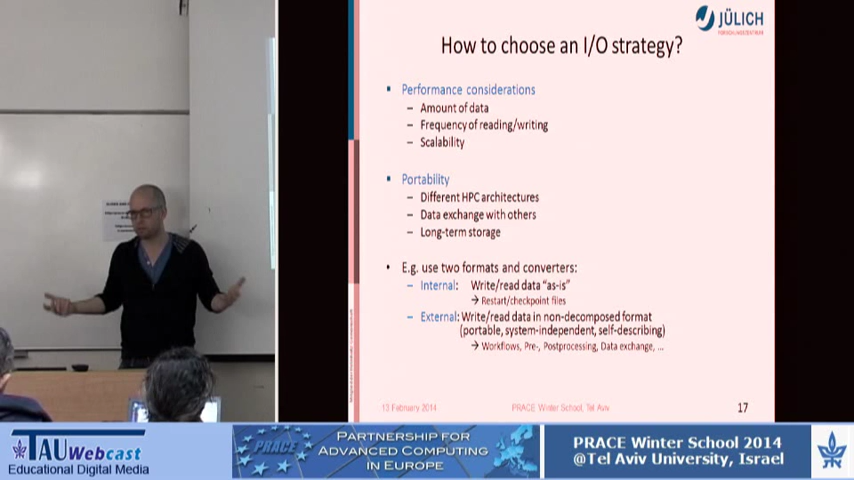 JÜLICH
FORSCHUNGSZENTRUM
How to choose an I/O strategy?
▪ Performance considerations
– Amount of data
– Frequency of reading/writing
– Scalability
▪ Portability
– Different HPC architectures
– Data exchange with others
– Long-term storage
• E.g. use two formats and converters:
– Internal: Write/read data “as-is”
→ Restart/checkpoint files
– External: Write/read data in non-decomposed format
(portable, system-independent, self-describing)
→ Workflows, Pre-, Postprocessing, Data exchange, …
13 February 2014
PRACE Winter School, Tel Aviv
17
TAU Webcast
Educational Digital Media
PRACE
PARTNERSHIP FOR
ADVANCED COMPUTING
IN EUROPE
PRACE Winter School 2014
@Tel Aviv University, Israel